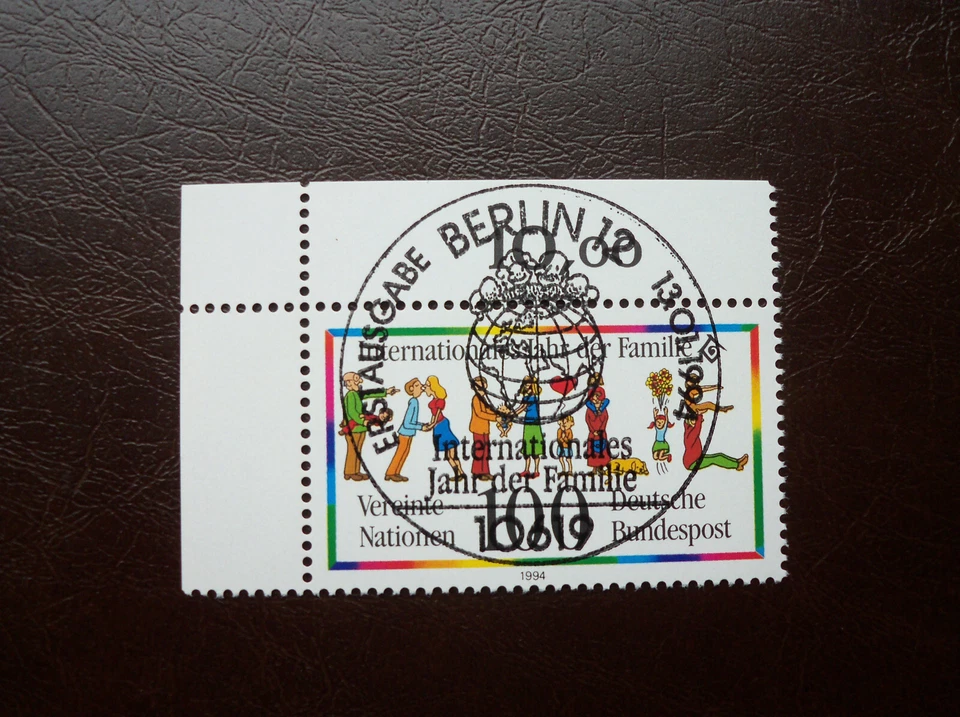 ERSTAUSGABE BERLIN 12 13.01.1994
10,00
Internationales Jahr der Familie
Internationales
Jahr der Familie
Vereinte
Nationen
100
Deutsche
Bundespost
10619
1994